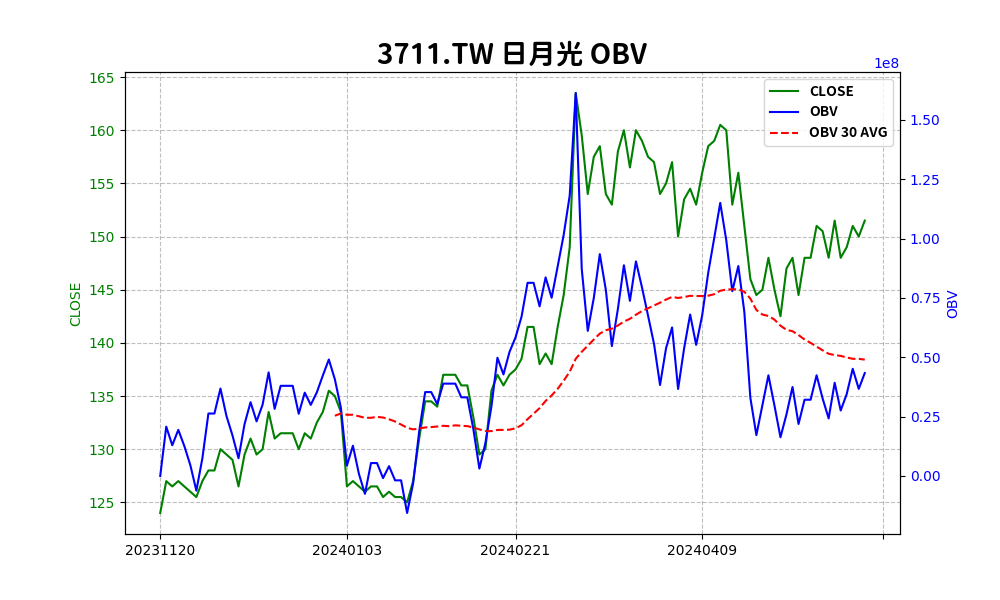 3711.TW 日月光 OBV
1e8
CLOSE
OBV
OBV 30 AVG
165
160
155
150
145
140
135
130
125
CLOSE
1.50
1.25
1.00
0.75
0.50
0.25
0.00
OBV
20231120
20240103
20240221
20240409